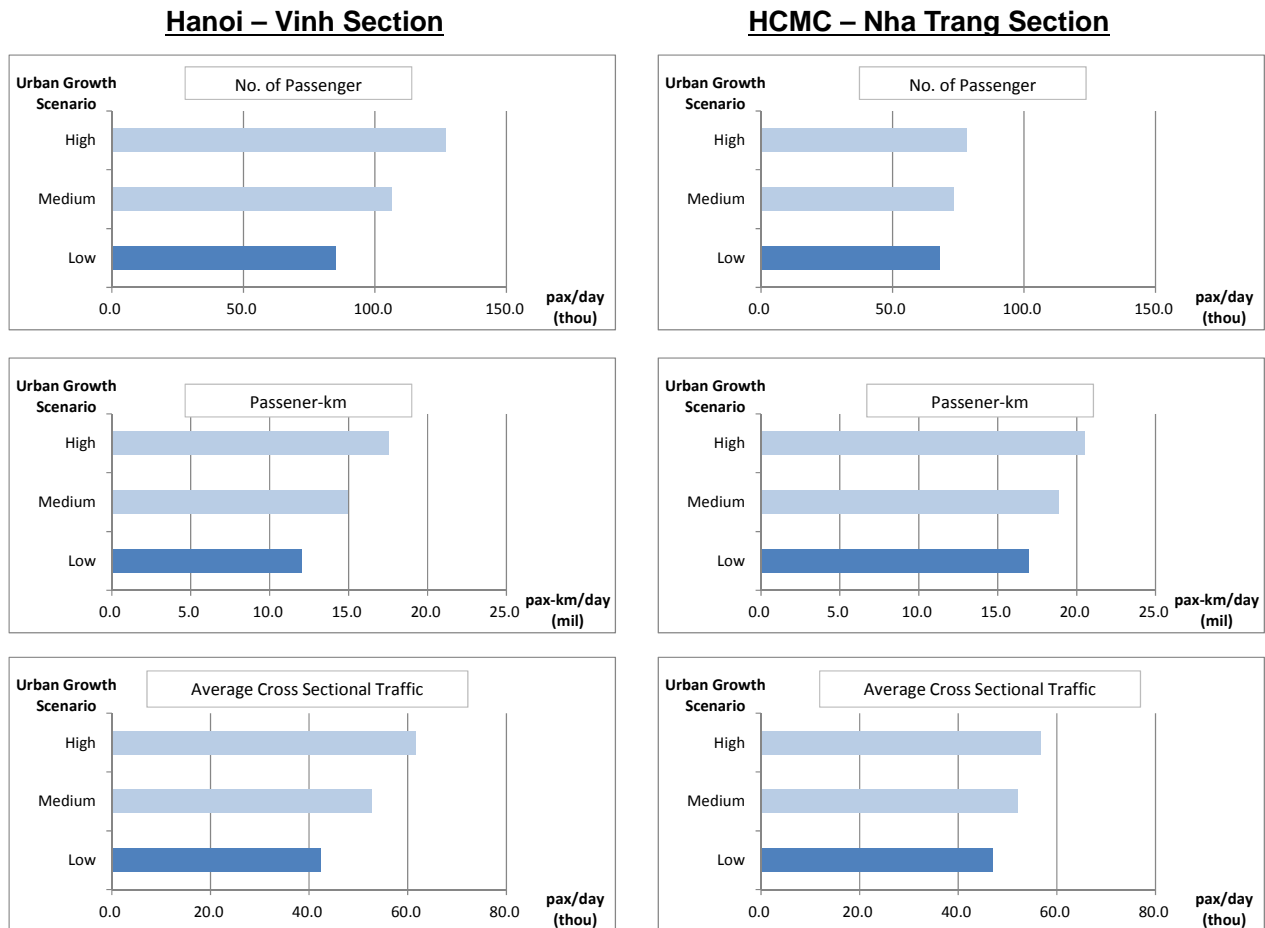 Hanoi – Vinh Section
Urban Growth
Scenario
No. of Passenger
High
Medium
Low
0.0 50.0 100.0 150.0
pax/day
(thou)
Urban Growth
Scenario
Passener-km
High
Medium
Low
0.0 5.0 10.0 15.0 20.0 25.0
pax-km/day
(mil)
Urban Growth
Scenario
Average Cross Sectional Traffic
High
Medium
Low
0.0 20.0 40.0 60.0 80.0
pax/day
(thou)
HCMC – Nha Trang Section
Urban Growth
Scenario
No. of Passenger
High
Medium
Low
0.0 50.0 100.0 150.0
pax/day
(thou)
Urban Growth
Scenario
Passener-km
High
Medium
Low
0.0 5.0 10.0 15.0 20.0 25.0
pax-km/day
(mil)
Urban Growth
Scenario
Average Cross Sectional Traffic
High
Medium
Low
0.0 20.0 40.0 60.0 80.0
pax/day
(thou)